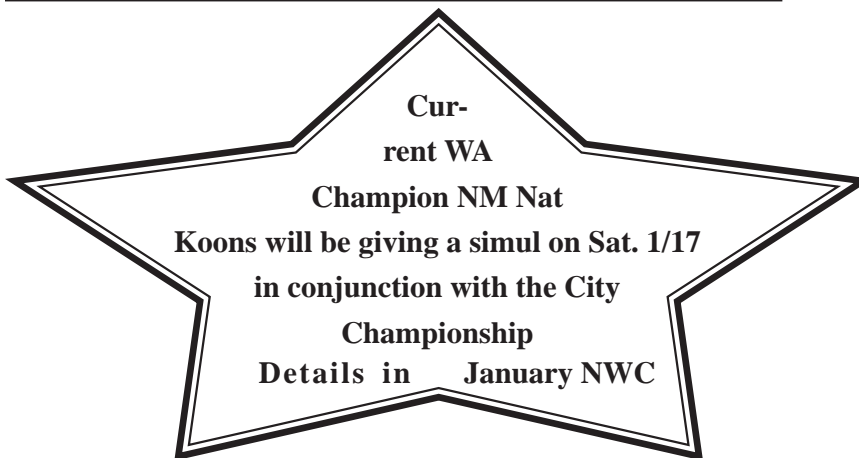 Cur-
rent WA
Champion NM Nat
Koons will be giving a simul on Sat. 1/17
in conjunction with the City
Championship
Details in January NWC